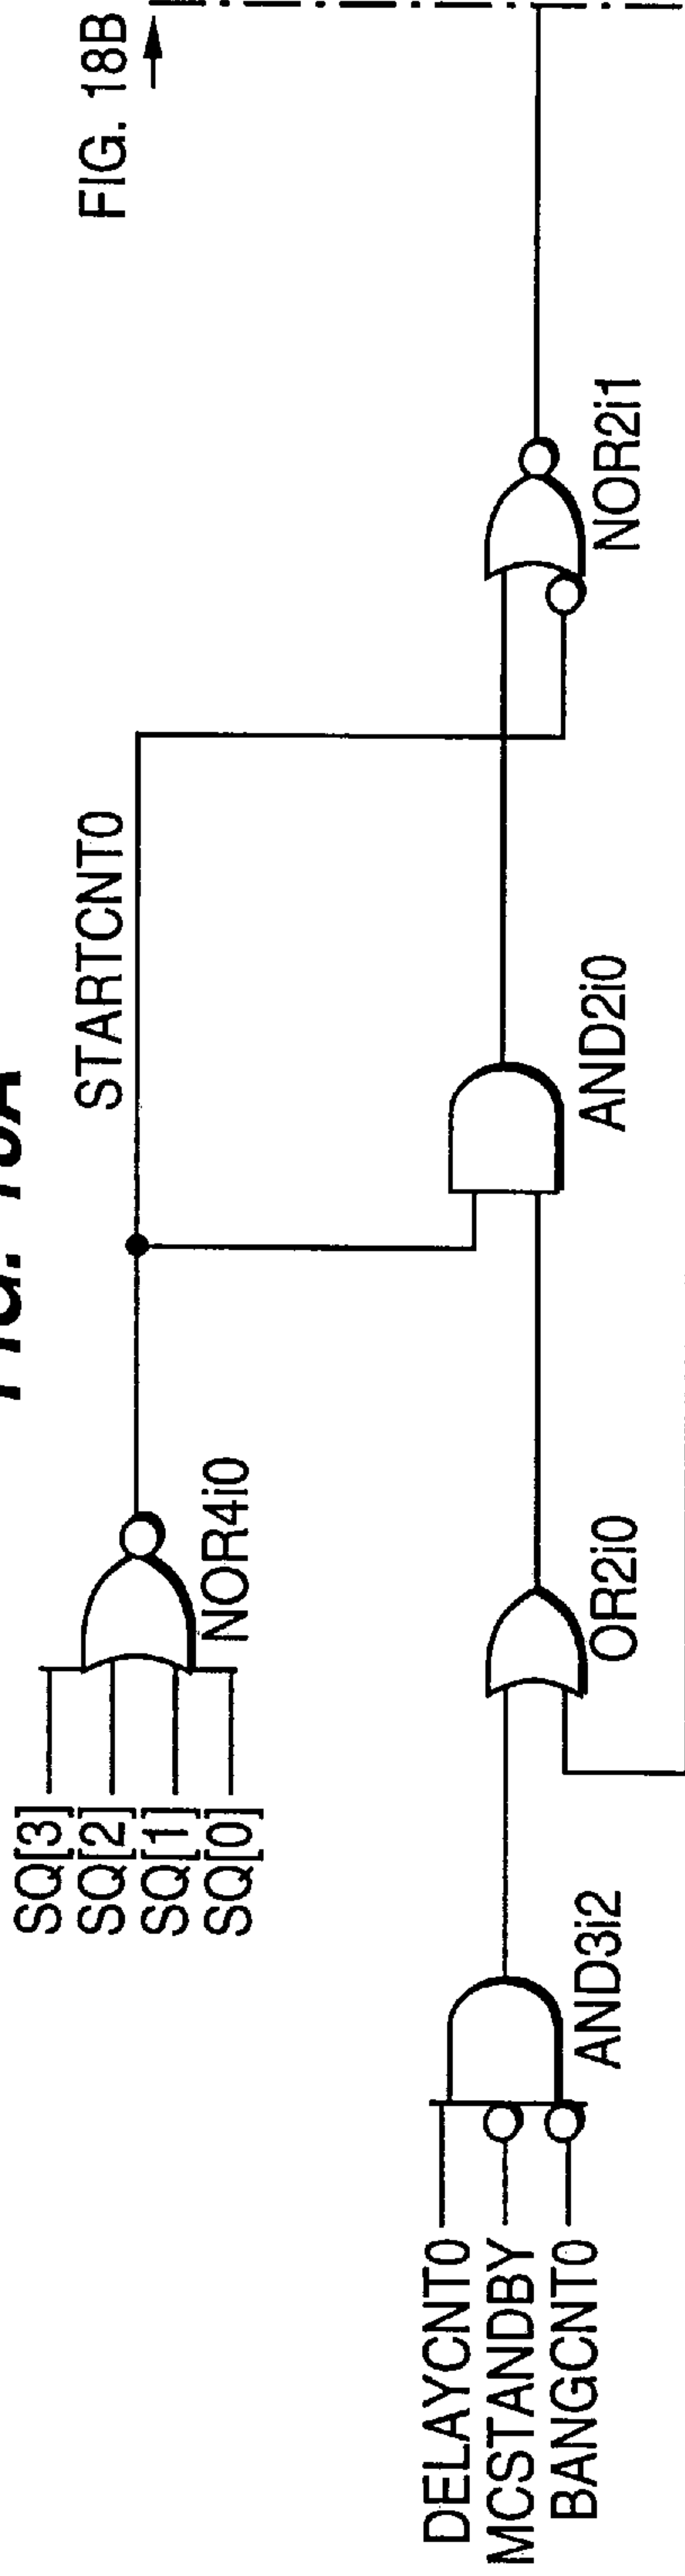 FIG. 18B
STARTCNT0
SQ[3]
SQ[2]
SQ[1]
SQ[0]
NOR4i0
DELAYCNT0
MCSTANDBY
BANGCNT0
AND3i2
OR2i0
AND2i0
NOR2i1